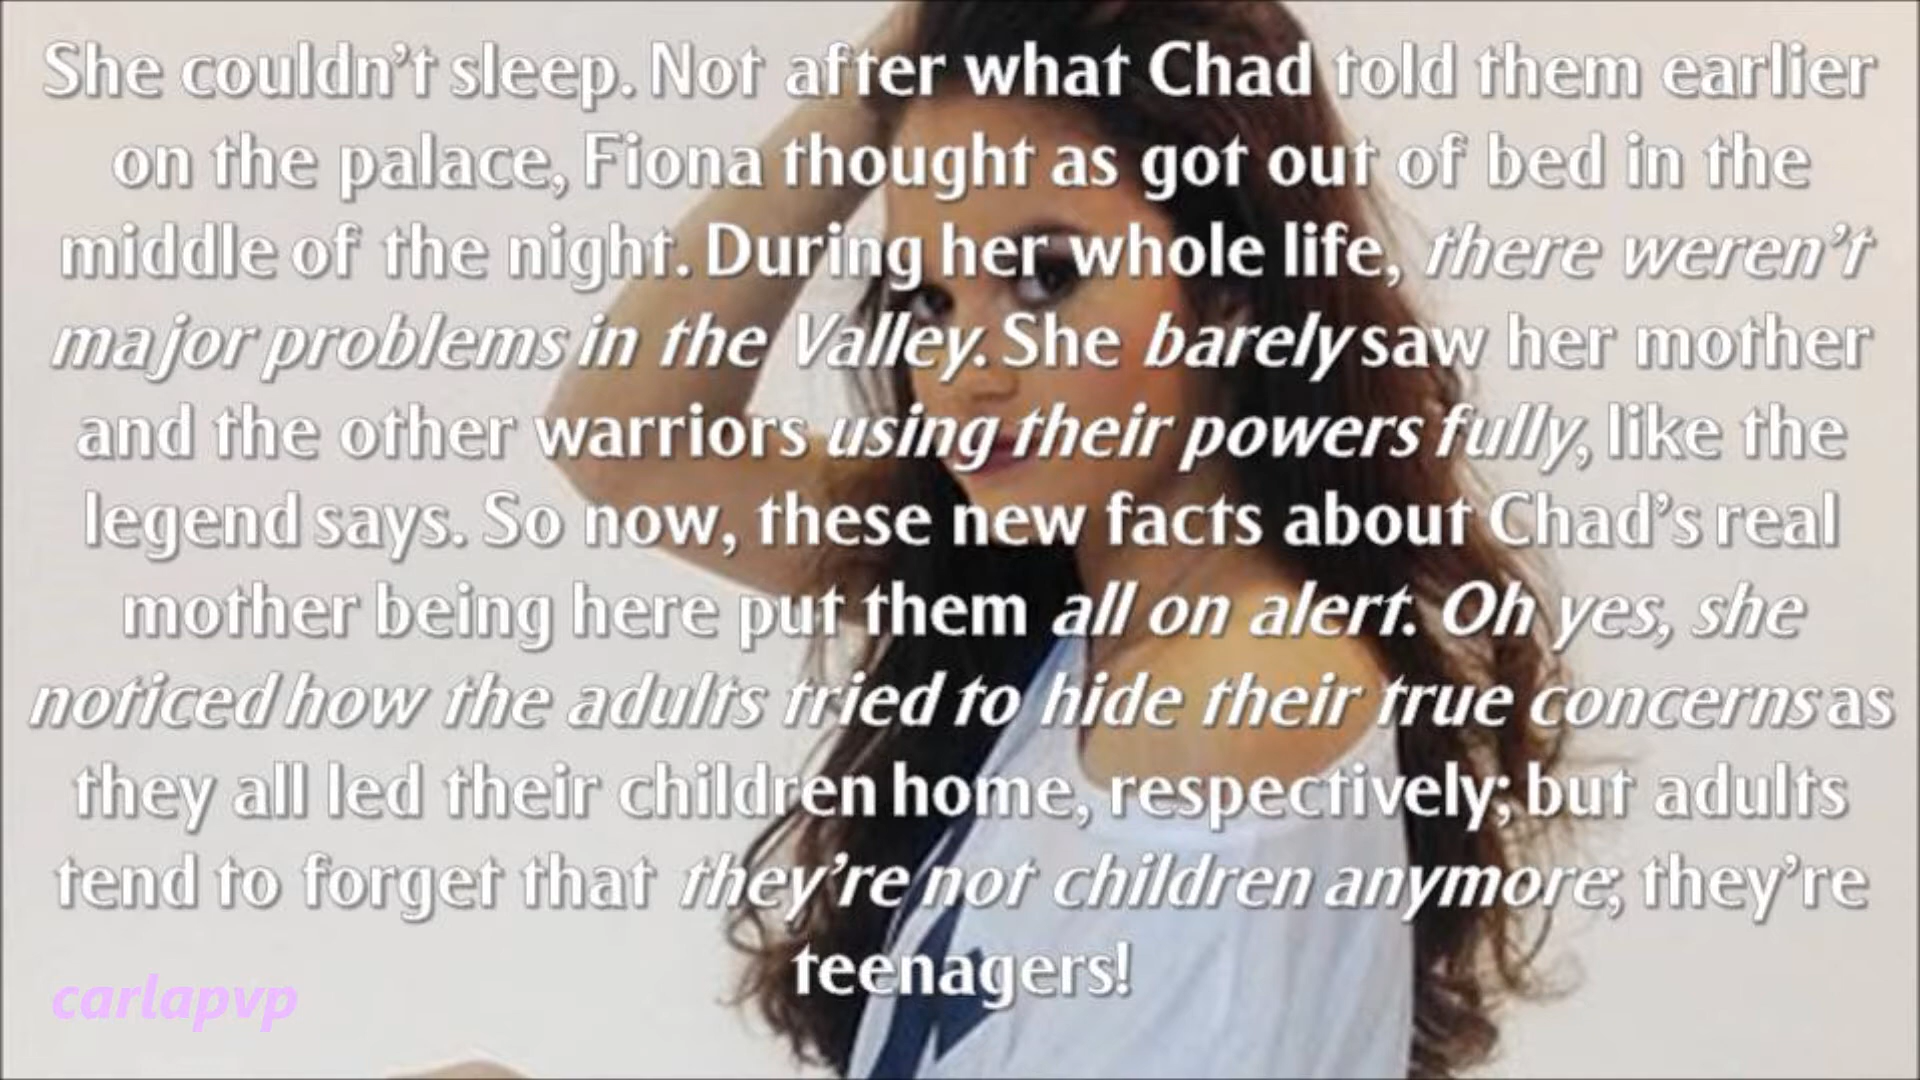 She couldn’t sleep. Not after what Chad told them earlier
on the palace, Fiona thought as got out of bed in the
middle of the night. During her whole life, there weren’t
major problems in the Valley. She barely saw her mother
and the other warriors using their powers fully, like the
legend says. So now, these new facts about Chad’s real
mother being here put them all on alert. Oh yes, she
noticed how the adults tried to hide their true concerns as
they all led their children home, respectively; but adults
tend to forget that they’re not children anymore; they’re
teenagers!
carlapvp